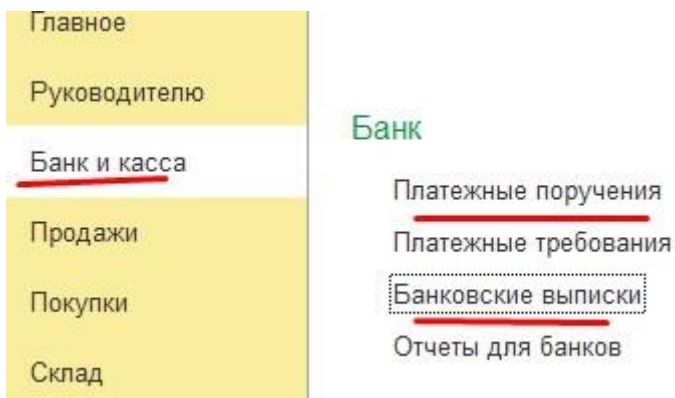 Главное
Руководителю
Банк и касса
Продажи
Покупки
Склад
Банк
Платежные поручения
Платежные требования
Банковские выписки
Отчеты для банков